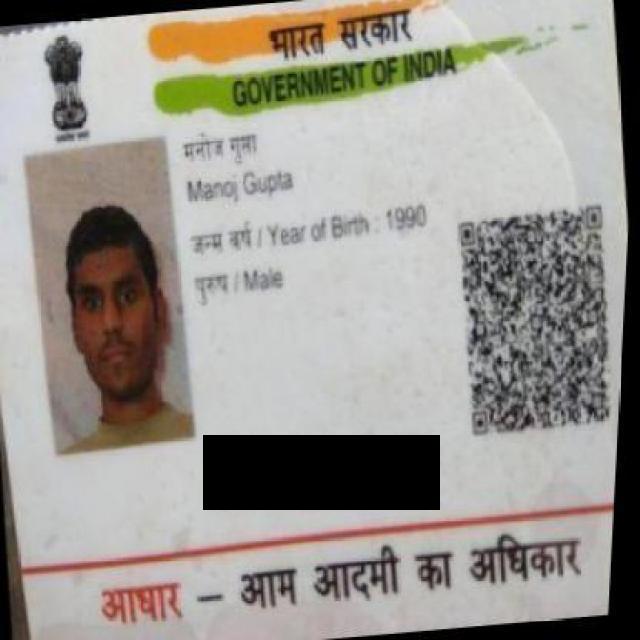 भारत सरकार
GOVERNMENT OF INDIA
मनोज गुप्ता
Manoj Gupta
जन्म वर्ष / Year of Birth : 1990
पुरुष / Male
आधार – आम आदमी का अधिकार